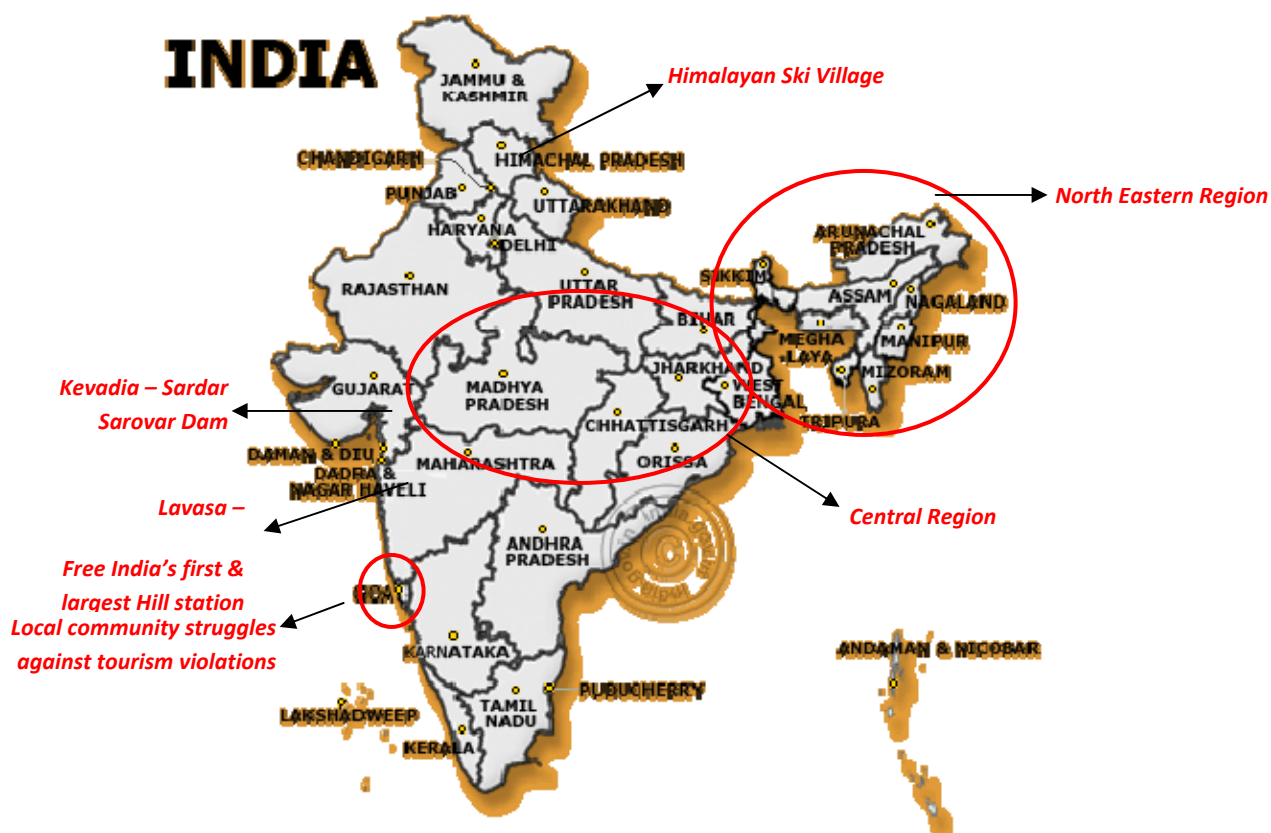 INDIA
JAMMU &
KASHMIR
Himalayan Ski Village
CHANDIGARH
HIMACHAL PRADESH
PUNJAB
UTTARAKHAND
North Eastern Region
HARYANA
DELHI
ARUNACHAL
PRADESH
SIKKIM
RAJASTHAN
UTTAR
PRADESH
ASSAM
NAGALAND
BIHAR
MEGHA
LAYA
MANIPUR
Kevadia – Sardar
Sarovar Dam
GUJARAT
MADHYA
PRADESH
JHARKHAND
WEST
BENGAL
MIZORAM
TRIPURA
CHHATTISGARH
DAMAN & DIU
DADRA &
NAGAR HAVELI
MAHARASHTRA
ORISSA
Lavasa –
Central Region
ANDHRA
PRADESH
Free India's first &
largest Hill station
GOA
Local community struggles
against tourism violations
KARNATAKA
ANDAMAN & NICOBAR
LAKSHADWEEP
TAMIL
NADU
PUDUCHERRY
KERALA